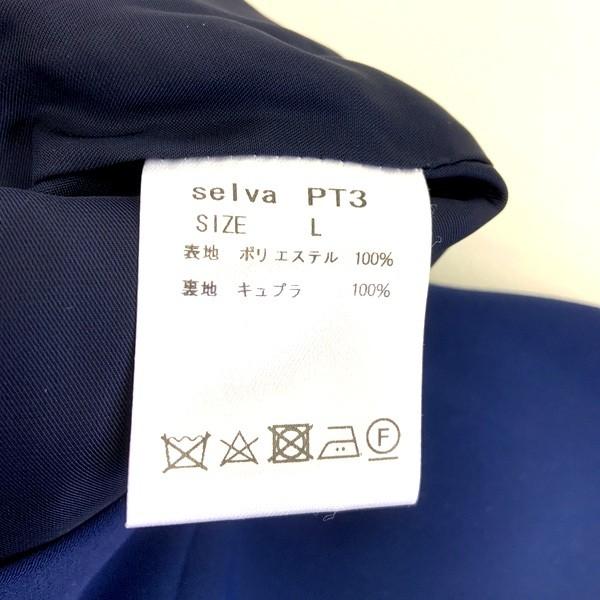 selva PT3
SIZE L
表地 ポリエステル 100%
裏地 キュプラ 100%
F